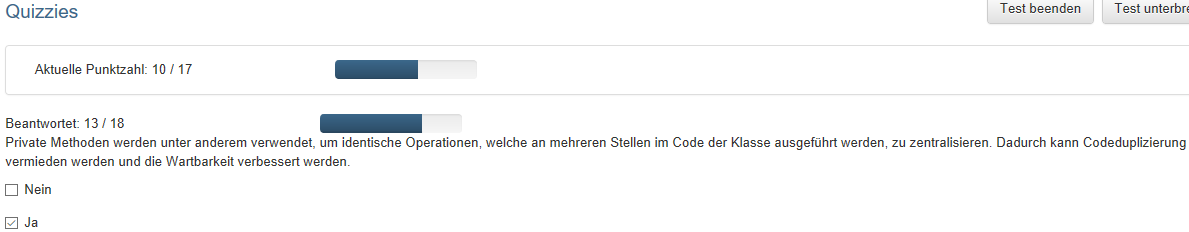 Quizzies
Test beenden
Test unterbre
Aktuelle Punktzahl: 10 / 17
Beantwortet: 13 / 18
Private Methoden werden unter anderem verwendet, um identische Operationen, welche an mehreren Stellen im Code der Klasse ausgeführt werden, zu zentralisieren. Dadurch kann Codeduplizierung
vermieden werden und die Wartbarkeit verbessert werden.
Nein
Ja